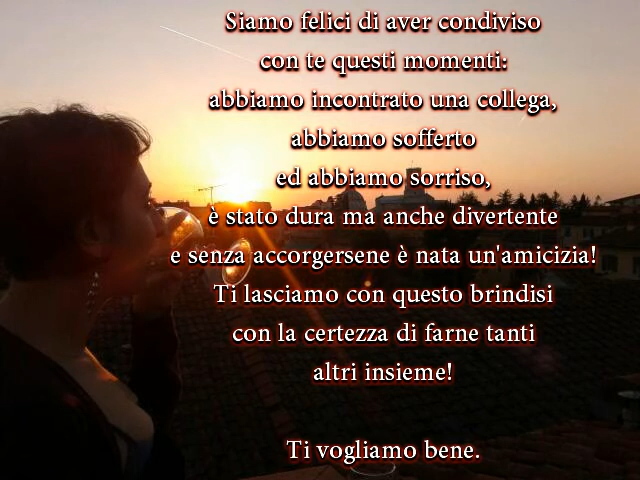 Siamo felici di aver condiviso
con te questi momenti:
abbiamo incontrato una collega,
abbiamo sofferto
ed abbiamo sorriso,
è stato dura ma anche divertente
e senza accorgersene è nata un'amicizia!
Ti lasciamo con questo brindisi
con la certezza di farne tanti
altri insieme!
Ti vogliamo bene.